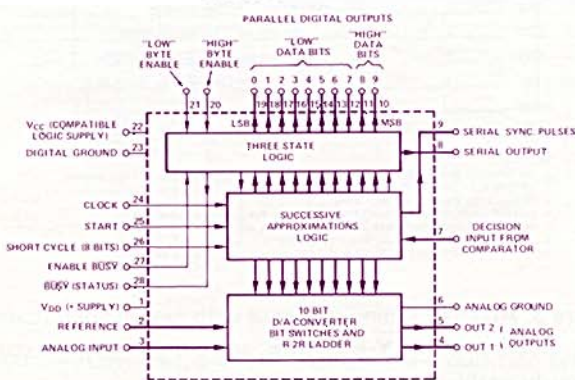 PARALLEL DIGITAL OUTPUTS
"LOW" BYTE ENABLE
"HIGH" BYTE ENABLE
"LOW" DATA BITS
"HIGH" DATA BITS
0 1 2 3 4 5 6 7 8 9
21 20 19 18 17 16 15 14 13 12 11 10
LSB MSB
VCC (COMPATIBLE LOGIC SUPPLY) 22
DIGITAL GROUND 23
THREE STATE LOGIC
9 SERIAL SYNC PULSES
8 SERIAL OUTPUT
CLOCK 24
START 25
SHORT CYCLE (8 BITS) 26
ENABLE BUSY 27
BUSY (STATUS) 28
SUCCESSIVE APPROXIMATIONS LOGIC
7 DECISION INPUT FROM COMPARATOR
VDD (+ SUPPLY) 1
REFERENCE 2
ANALOG INPUT 3
10 BIT
D/A CONVERTER
BIT SWITCHES AND
R 2R LADDER
6 ANALOG GROUND
5 OUT 2
4 OUT 1
ANALOG OUTPUTS